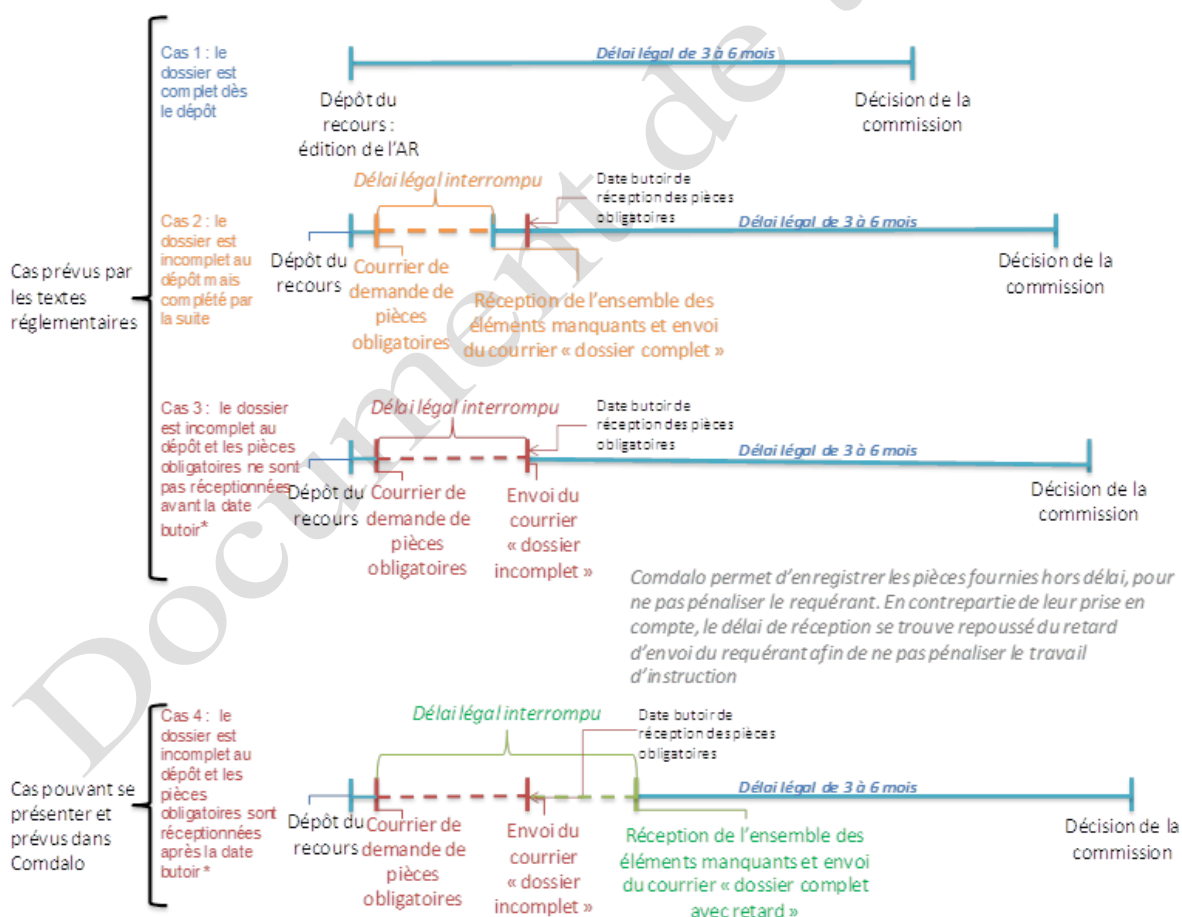 Cas 1 : le
dossier est
complet dès
le dépôt
Délai légal de 3 à 6 mois
Dépôt du
recours :
édition de l'AR
Décision de la
commission
Cas prévus par
les textes
réglementaires
Cas 2 : le
dossier est
incomplet au
dépôt mais
complété par
la suite
Délai légal interrompu
Date butoir de
réception des pièces
obligatoires
Délai légal de 3 à 6 mois
Dépôt du
recours
Courrier de
demande de
pièces
obligatoires
Réception de l'ensemble des
éléments manquants et envoi
du courrier « dossier complet »
Décision de la
commission
Cas 3 : le dossier
est incomplet au
dépôt et les pièces
obligatoires ne sont
pas réceptionnées
avant la date
butoir*
Délai légal interrompu
Date butoir de
réception des pièces
obligatoires
Délai légal de 3 à 6 mois
Dépôt du
recours
Courrier de
demande de
pièces
obligatoires
Envoi du
courrier
« dossier
incomplet »
Décision de la
commission
Comdalo permet d'enregistrer les pièces fournies hors délai, pour
ne pas pénaliser le requérant. En contrepartie de leur prise en
compte, le délai de réception se trouve repoussé du retard
d'envoi du requérant afin de ne pas pénaliser le travail
d'instruction
Cas pouvant se
présenter et
prévus dans
Comdalo
Cas 4 : le
dossier est
incomplet au
dépôt et les
pièces
obligatoires sont
réceptionnées
après la date
butoir *
Délai légal interrompu
Date butoir de
réception des pièces
obligatoires
Délai légal de 3 à 6 mois
Dépôt du
recours
Courrier de
demande de
pièces
obligatoires
Envoi du
courrier
« dossier
incomplet »
Réception de l'ensemble des
éléments manquants et envoi
du courrier « dossier complet
avec retard »
Décision de la
commission
Document de